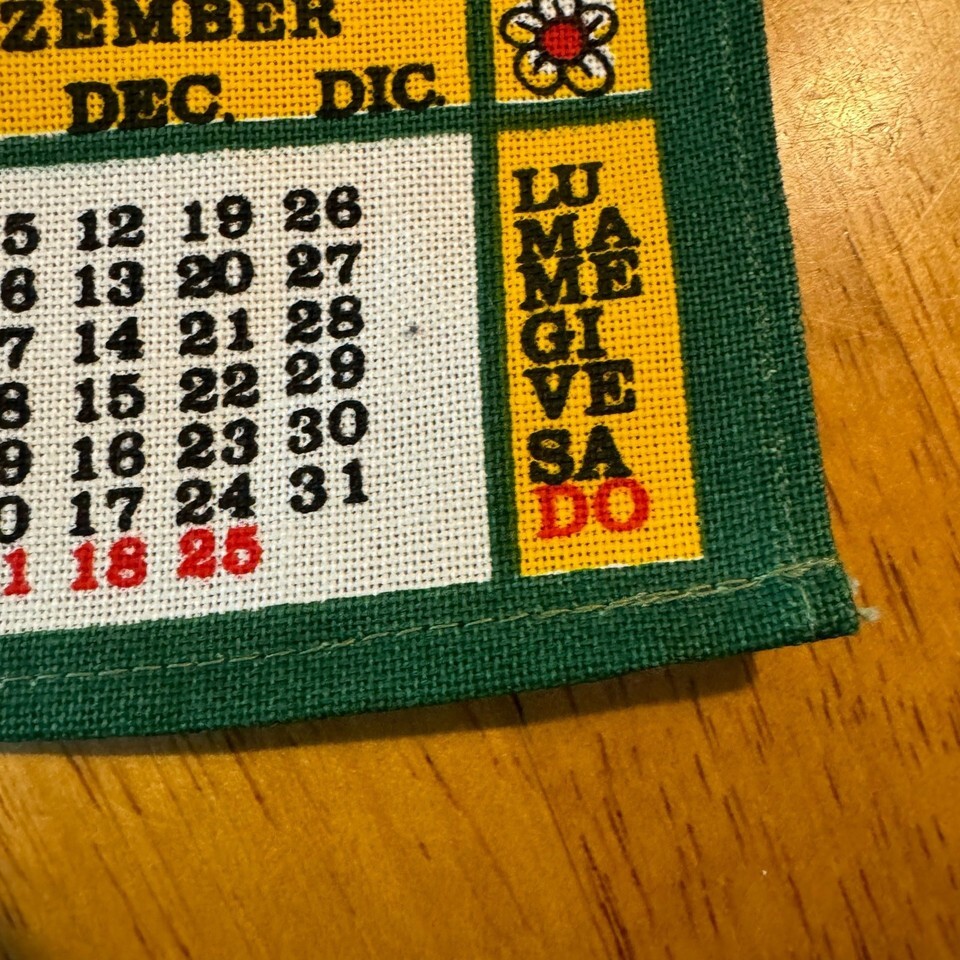 ZEMBER
DEC. DIC.
5 12 19 26
6 13 20 27
7 14 21 28
8 15 22 29
9 16 23 30
0 17 24 31
1 18 25
LU
MA
ME
GI
VE
SA
DO